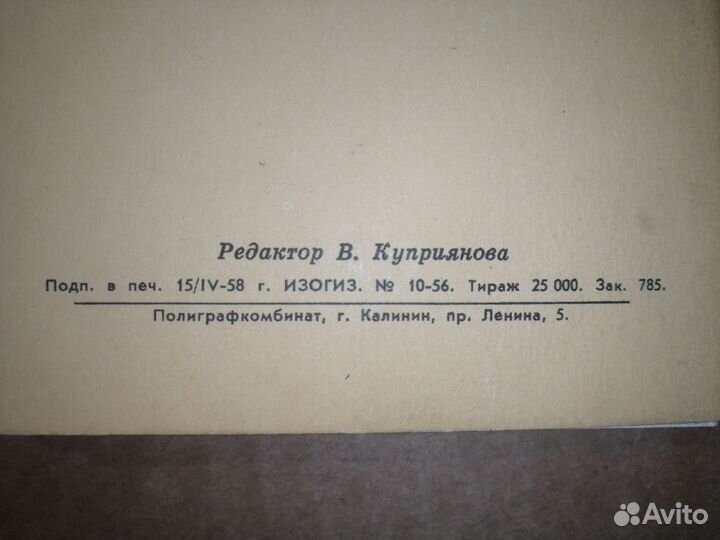 Редактор В. Куприянова
Подп. в печ. 15/IV-58 г. ИЗОГИЗ. № 10-56. Тираж 25 000. Зак. 785.
Полиграфкомбинат, г. Калинин, пр. Ленина, 5.
Avito